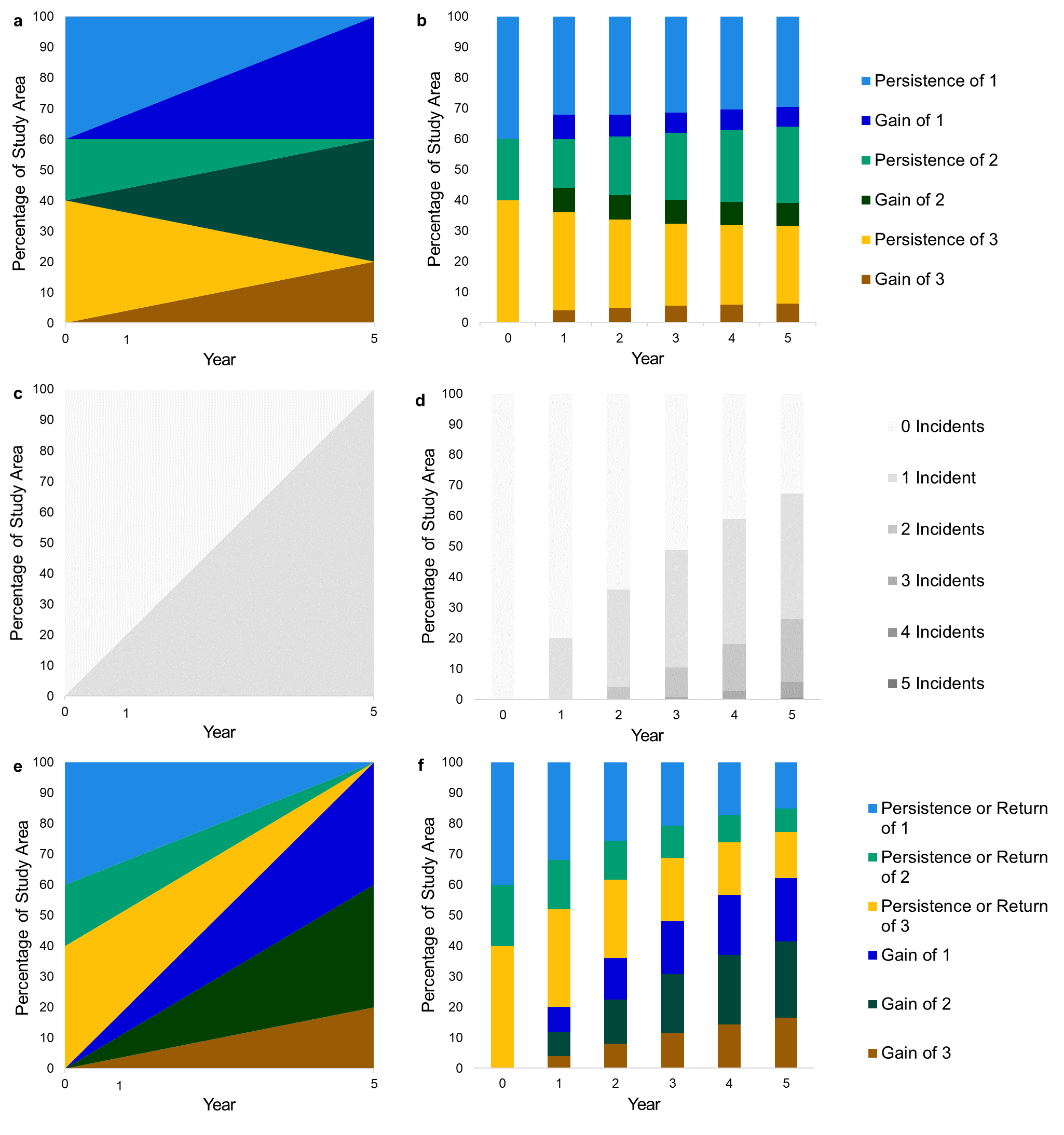 a
100
90
80
70
60
50
40
30
20
10
0
Percentage of Study Area
0
1
5
Year
b
100
90
80
70
60
50
40
30
20
10
0
Percentage of Study Area
0 1 2 3 4 5
Year
Persistence of 1
Gain of 1
Persistence of 2
Gain of 2
Persistence of 3
Gain of 3
c
100
90
80
70
60
50
40
30
20
10
0
Percentage of Study Area
0
1
5
Year
d
100
90
80
70
60
50
40
30
20
10
0
Percentage of Study Area
0 1 2 3 4 5
Year
0 Incidents
1 Incident
2 Incidents
3 Incidents
4 Incidents
5 Incidents
e
100
90
80
70
60
50
40
30
20
10
0
Percentage of Study Area
0
1
5
Year
f
100
90
80
70
60
50
40
30
20
10
0
Percentage of Study Area
0 1 2 3 4 5
Year
Persistence or Return
of 1
Persistence or Return
of 2
Persistence or Return
of 3
Gain of 1
Gain of 2
Gain of 3